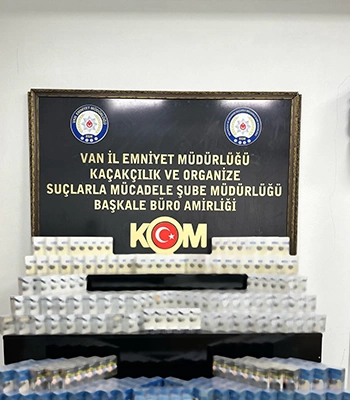 VAN İL EMNİYET MÜDÜRLÜĞÜ
KAÇAKÇILIK VE ORGANİZE
SUÇLARLA MÜCADELE ŞUBE MÜDÜRLÜĞÜ
BAŞKALE BÜRO AMİRLİĞİ
KOM